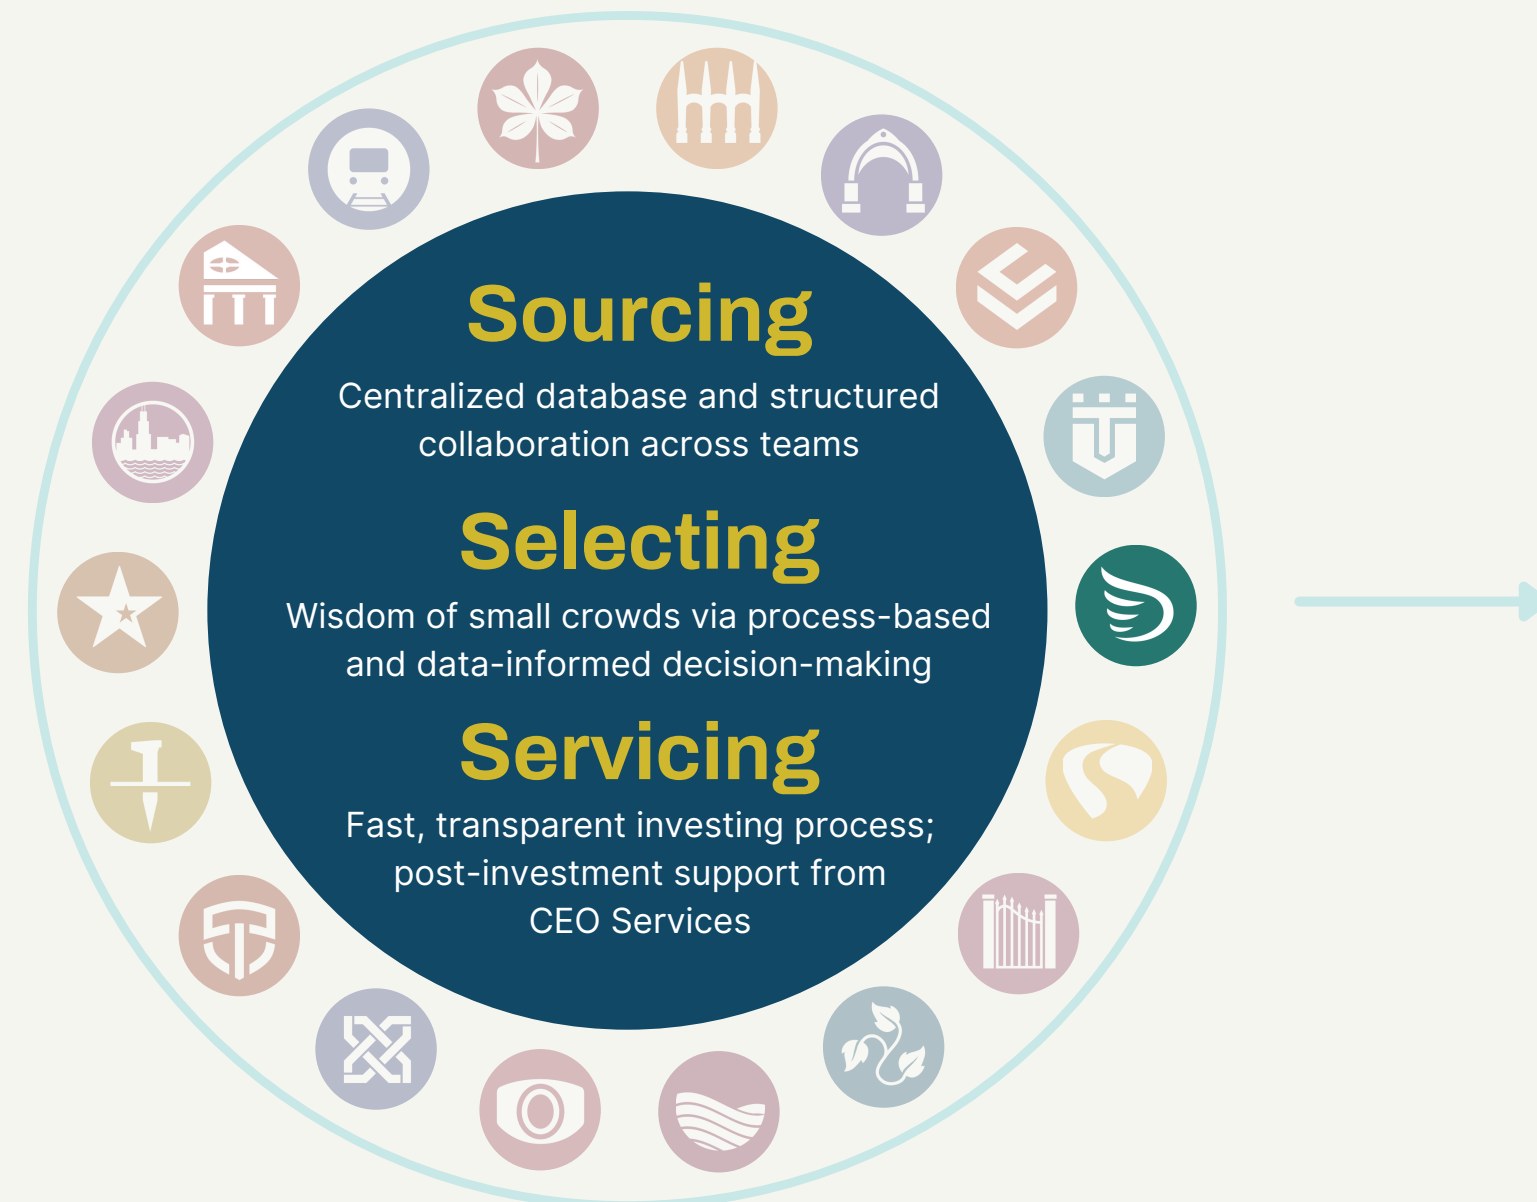 Sourcing
Centralized database and structured
collaboration across teams
Selecting
Wisdom of small crowds via process-based
and data-informed decision-making
Servicing
Fast, transparent investing process;
post-investment support from
CEO Services